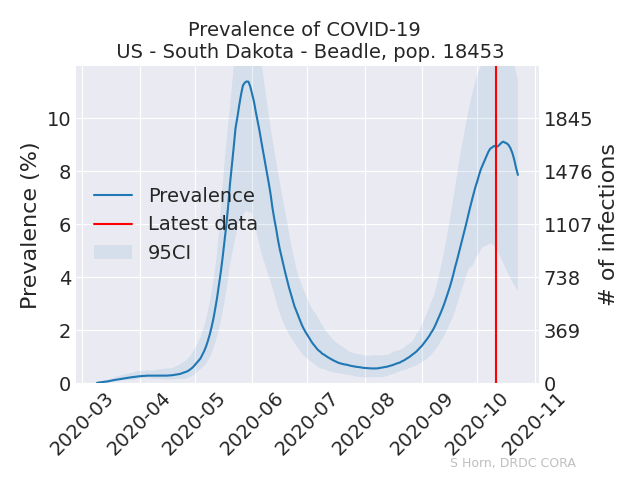 Prevalence of COVID-19
US - South Dakota - Beadle, pop. 18453
Prevalence (%)
10
8
6
4
2
0
Prevalence
Latest data
95CI
1845
1476
1107
738
369
0
# of infections
2020-03
2020-04
2020-05
2020-06
2020-07
2020-08
2020-09
2020-10
2020-11
S Horn, DRDC CORA